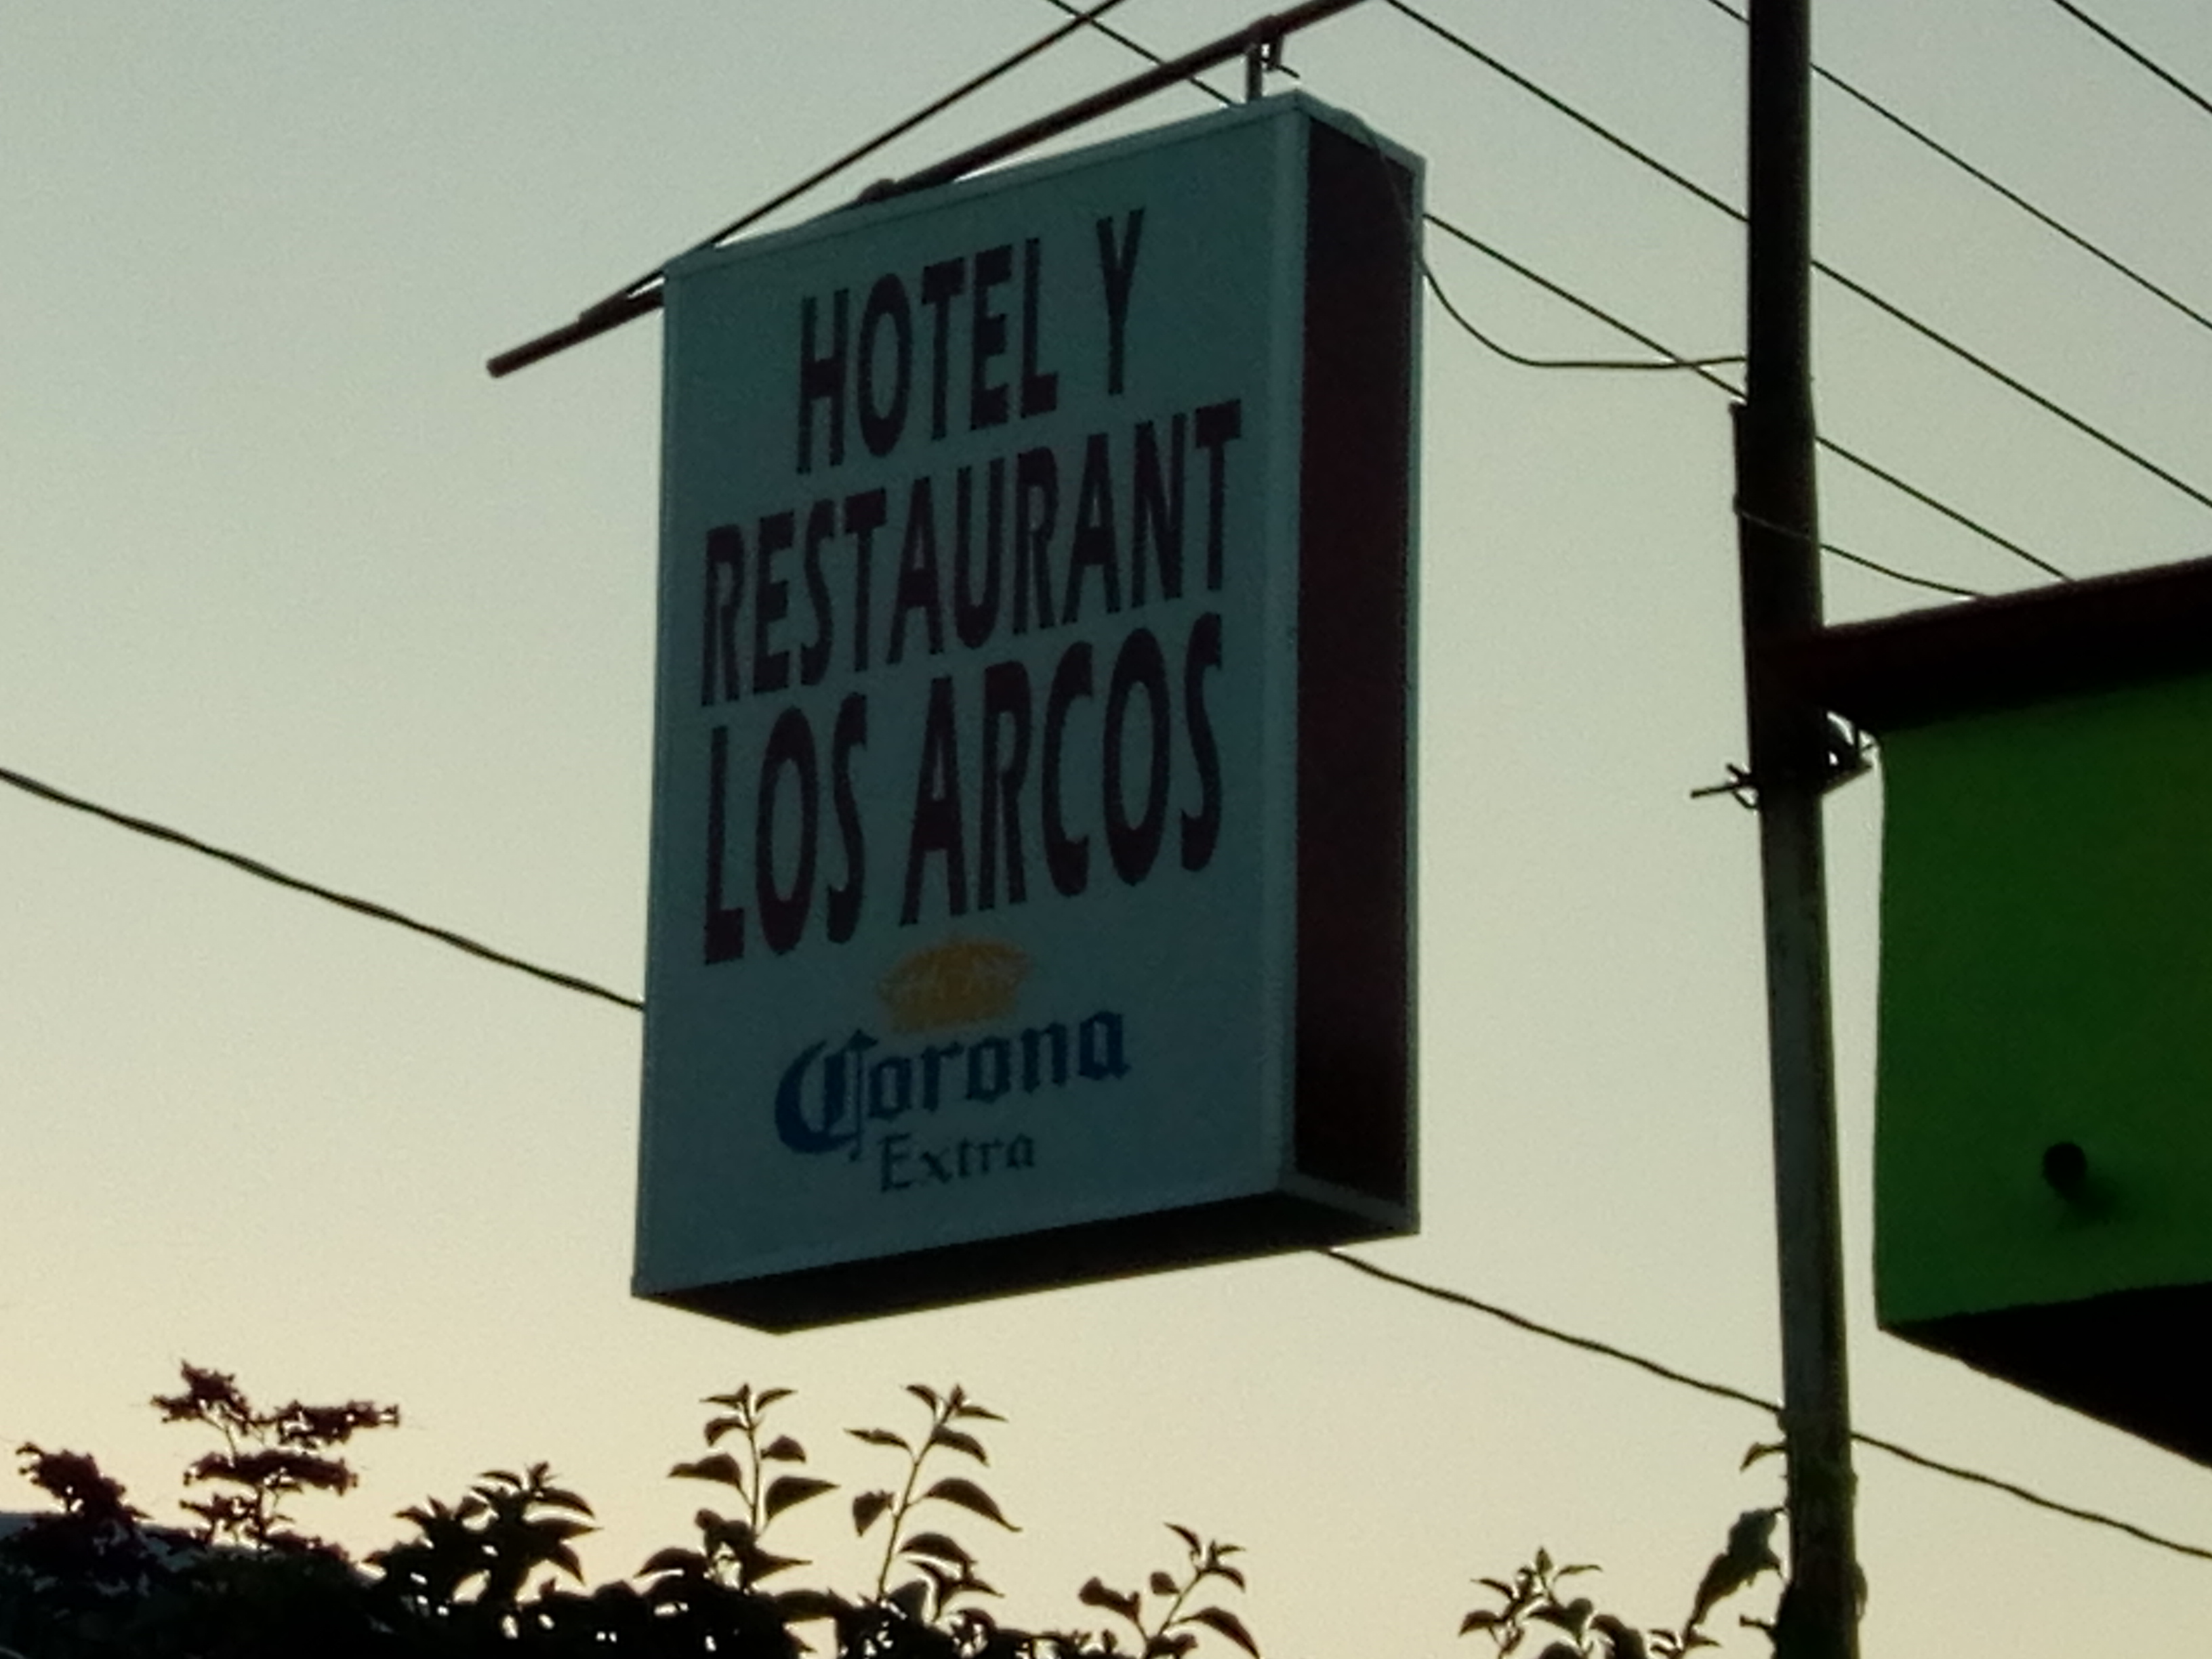 HOTEL Y
RESTAURANT
LOS ARCOS
Corona
Extra